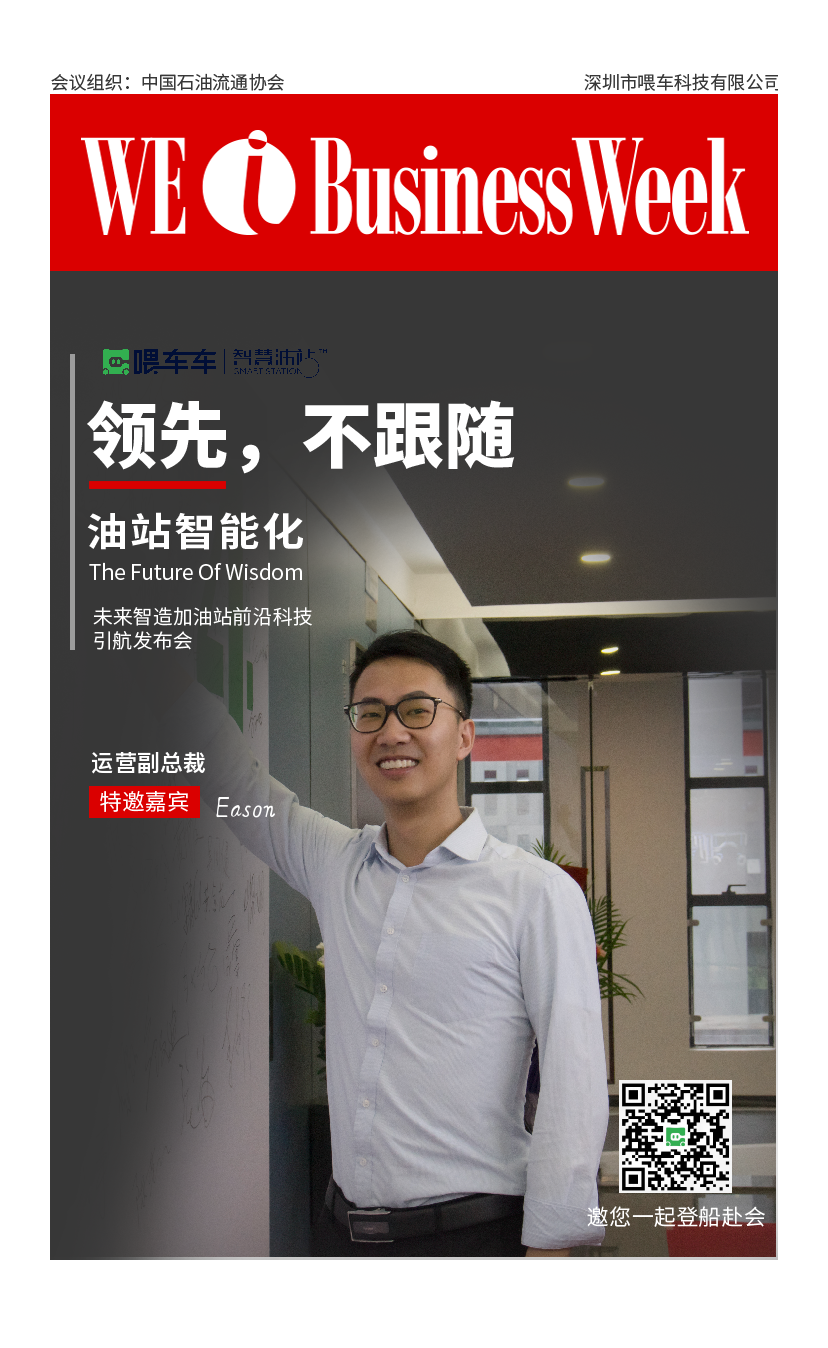 会议组织：中国石油流通协会
深圳市喂车科技有限公司
WE i BusinessWeek
喂车车 智慧油站™
SMART STATION
领先，不跟随
油站智能化
The Future Of Wisdom
未来智造加油站前沿科技
引航发布会
运营副总裁
特邀嘉宾 Eason
邀您一起登船赴会